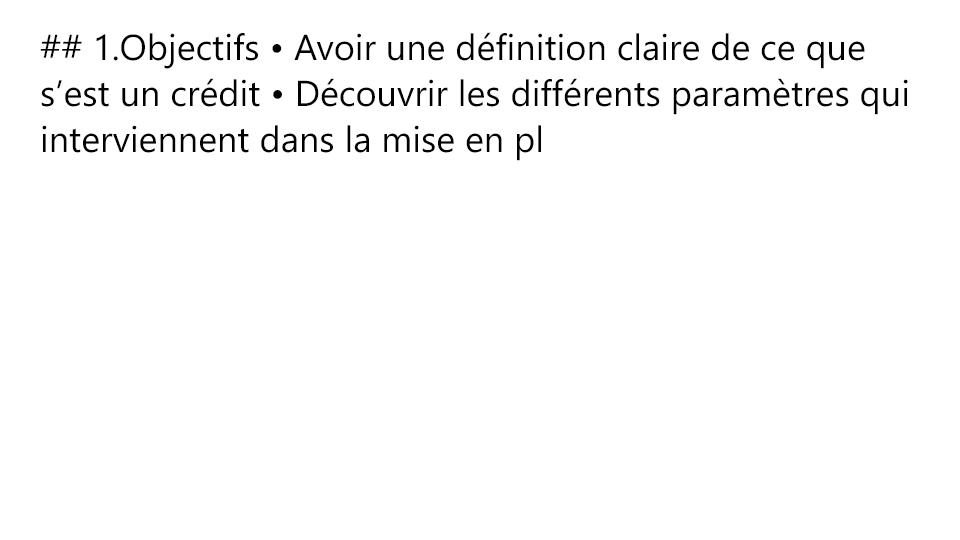 ## 1.Objectifs • Avoir une définition claire de ce que
s’est un crédit • Découvrir les différents paramètres qui
interviennent dans la mise en pl